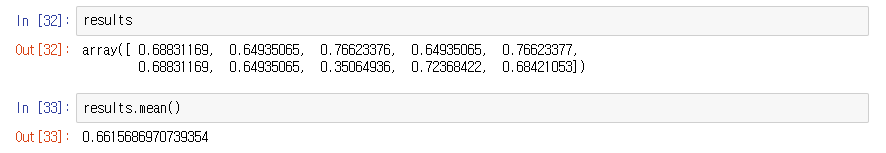 In [32]: results
Out[32]: array([ 0.68831169, 0.64935065, 0.76623376, 0.64935065, 0.76623377,
0.68831169, 0.64935065, 0.35064936, 0.72368422, 0.68421053])
In [33]: results.mean()
Out[33]: 0.6615686970739354